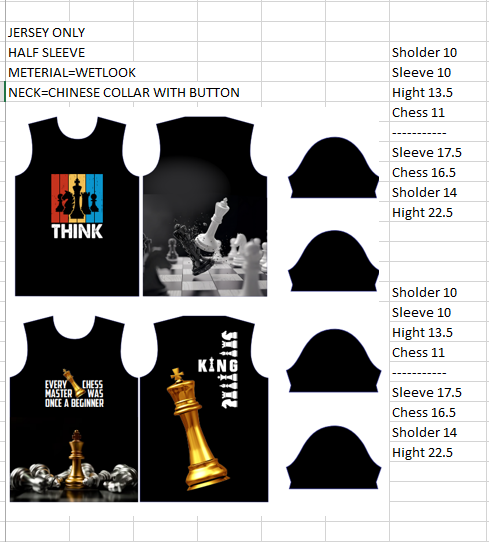 JERSEY ONLY
HALF SLEEVE
METERIAL=WETLOOK
NECK=CHINESE COLLAR WITH BUTTON
Sholder 10
Sleeve 10
Hight 13.5
Chess 11
-----------
Sleeve 17.5
Chess 16.5
Sholder 14
Hight 22.5
THINK
Sholder 10
Sleeve 10
Hight 13.5
Chess 11
-----------
Sleeve 17.5
Chess 16.5
Sholder 14
Hight 22.5
EVERY CHESS
MASTER WAS
ONCE A BEGINNER
KING